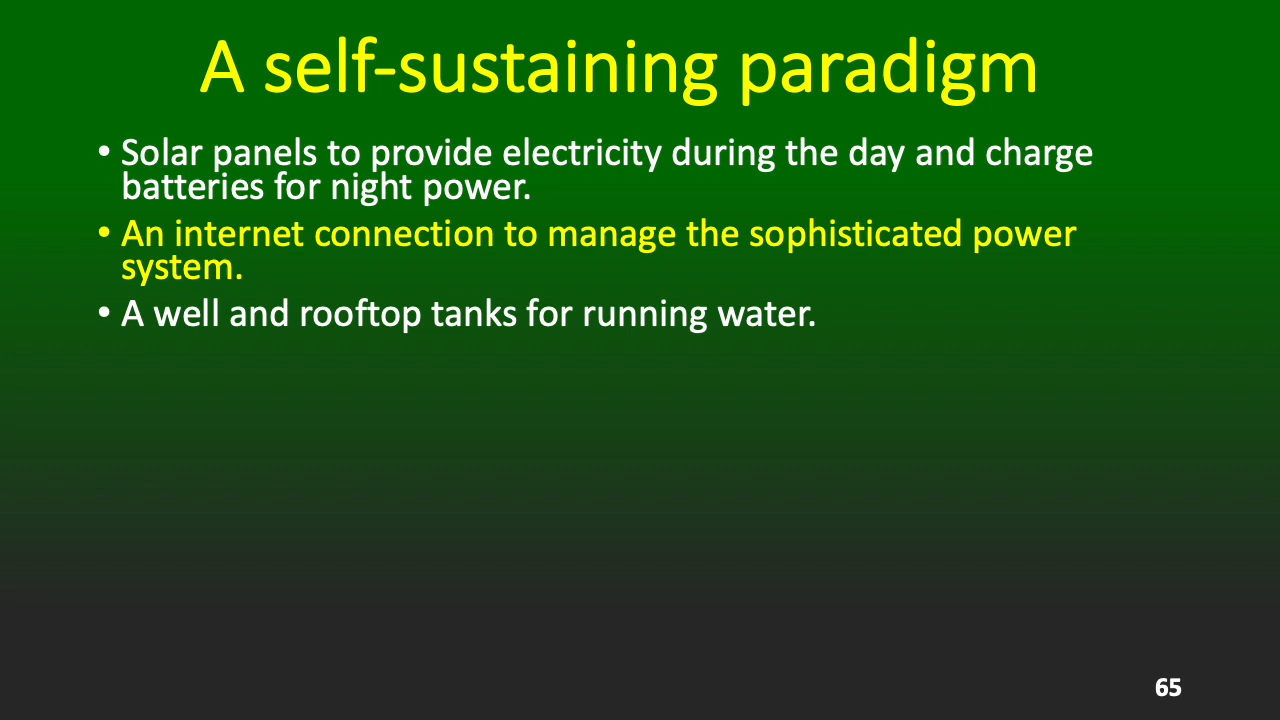 A self-sustaining paradigm
• Solar panels to provide electricity during the day and charge
batteries for night power.
• An internet connection to manage the sophisticated power
system.
• A well and rooftop tanks for running water.
65